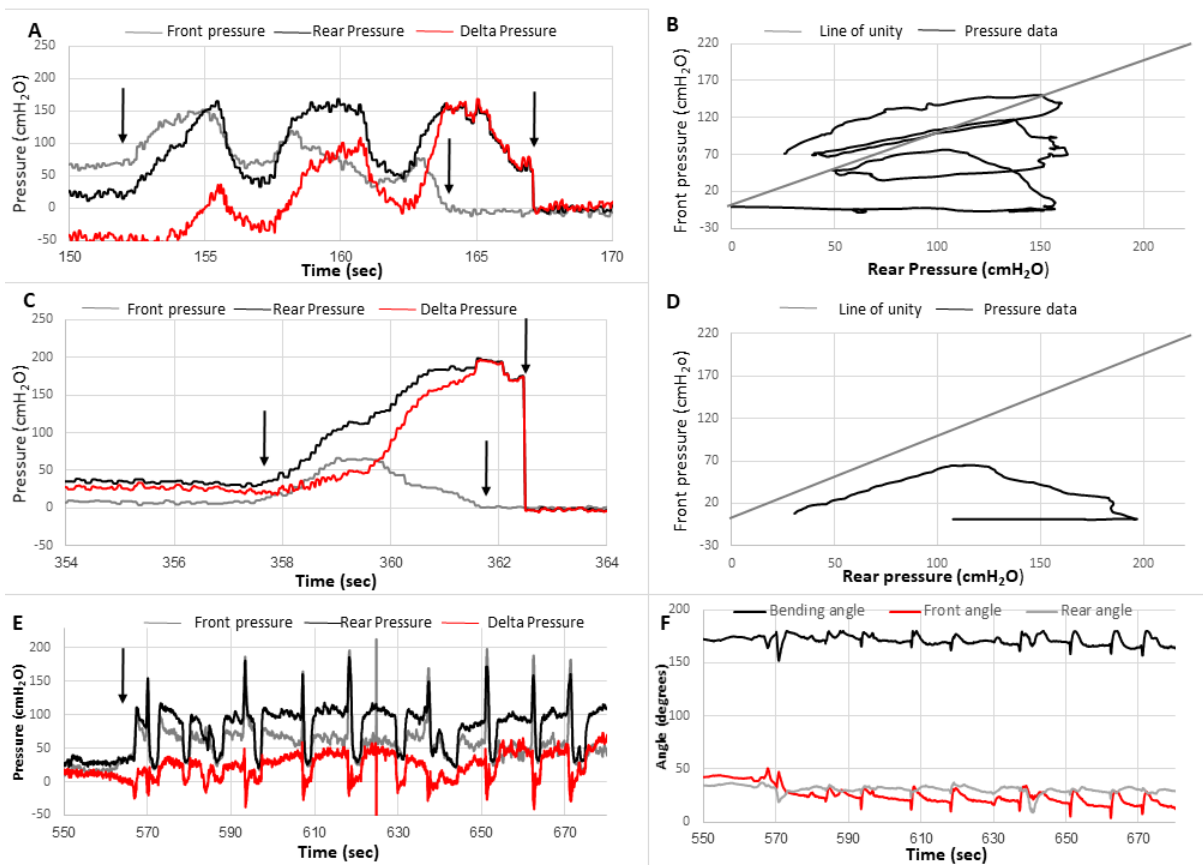 A
Front pressure Rear Pressure Delta Pressure
250
200
150
100
50
0
-50
150 155 160 165 170
Pressure (cmH2O)
Time (sec)
B
Line of unity Pressure data
220
170
120
70
20
-30
0 50 100 150 200
Front pressure (cmH2O)
Rear Pressure (cmH2O)
C
Front pressure Rear Pressure Delta Pressure
250
200
150
100
50
0
-50
354 356 358 360 362 364
Pressure (cmH2O)
Time (sec)
D
Line of unity Pressure data
220
170
120
70
20
-30
0 50 100 150 200
Front pressure (cmH2o)
Rear pressure (cmH2O)
E
Front pressure Rear Pressure Delta Pressure
200
150
100
50
0
-50
550 570 590 610 630 650 670
Pressure (cmH2O)
Time (sec)
F
Bending angle Front angle Rear angle
200
150
100
50
0
550 570 590 610 630 650 670
Angle (degrees)
Time (sec)